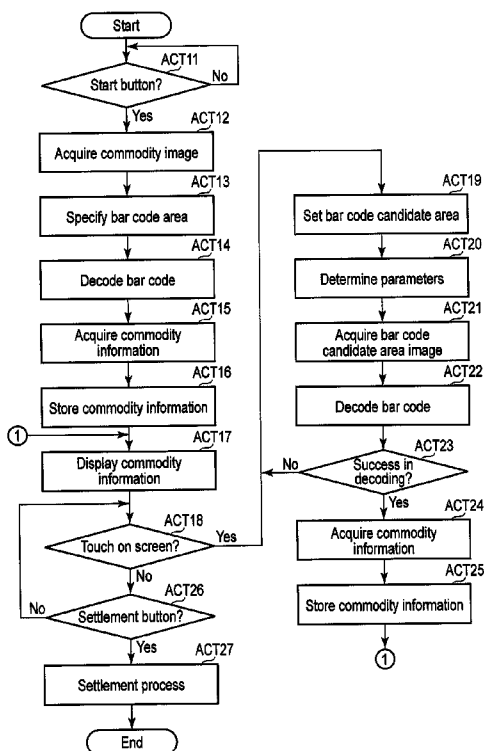 Start
ACT11
Start button?
No
Yes
ACT12
Acquire commodity image
ACT13
Specify bar code area
ACT14
Decode bar code
ACT15
Acquire commodity
information
ACT16
Store commodity information
1
ACT17
Display commodity
information
ACT18
Touch on screen?
Yes
No
ACT26
Settlement button?
No
Yes
ACT27
Settlement process
End
ACT19
Set bar code candidate area
ACT20
Determine parameters
ACT21
Acquire bar code
candidate area image
ACT22
Decode bar code
ACT23
Success in
decoding?
No
Yes
ACT24
Acquire commodity
information
ACT25
Store commodity information
1